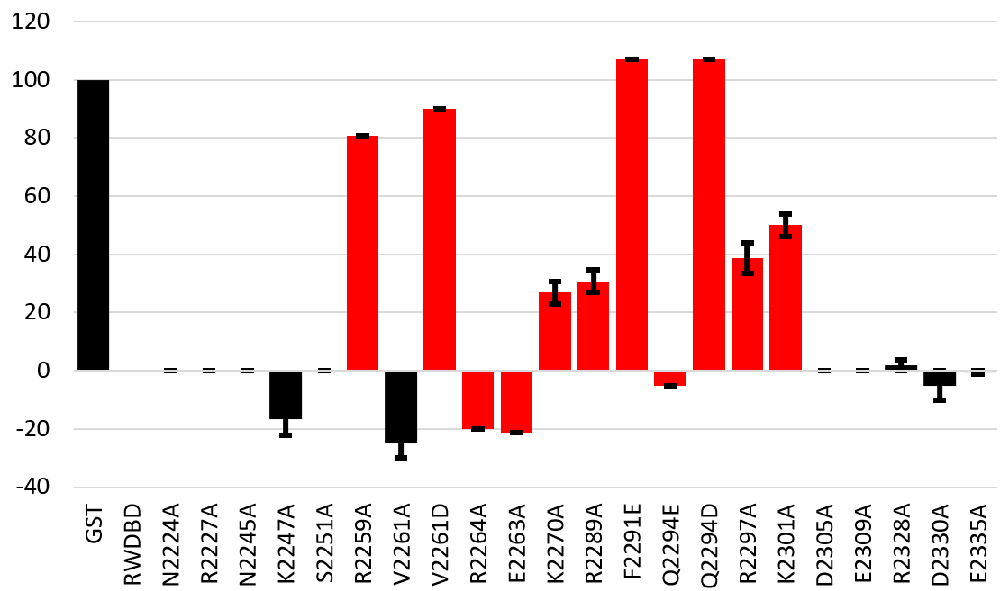 120
100
80
60
40
20
0
-20
-40
GST
RWDBD
N2224A
R2227A
N2245A
K2247A
S2251A
R2259A
V2261A
V2261D
R2264A
E2263A
K2270A
R2289A
F2291E
Q2294E
Q2294D
R2297A
K2301A
D2305A
E2309A
R2328A
D2330A
E2335A